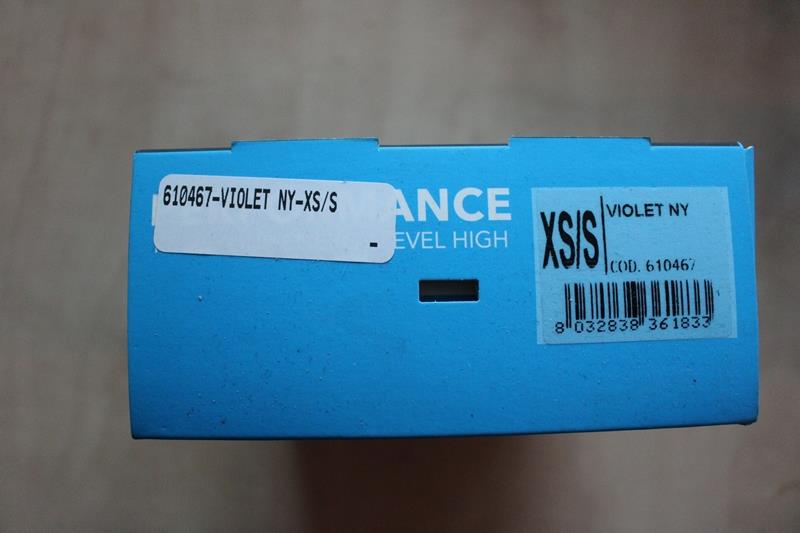 610467-VIOLET NY-XS/S
-
ANCE
EVEL HIGH
XS/S
VIOLET NY
COD. 610467
8 032838 361833